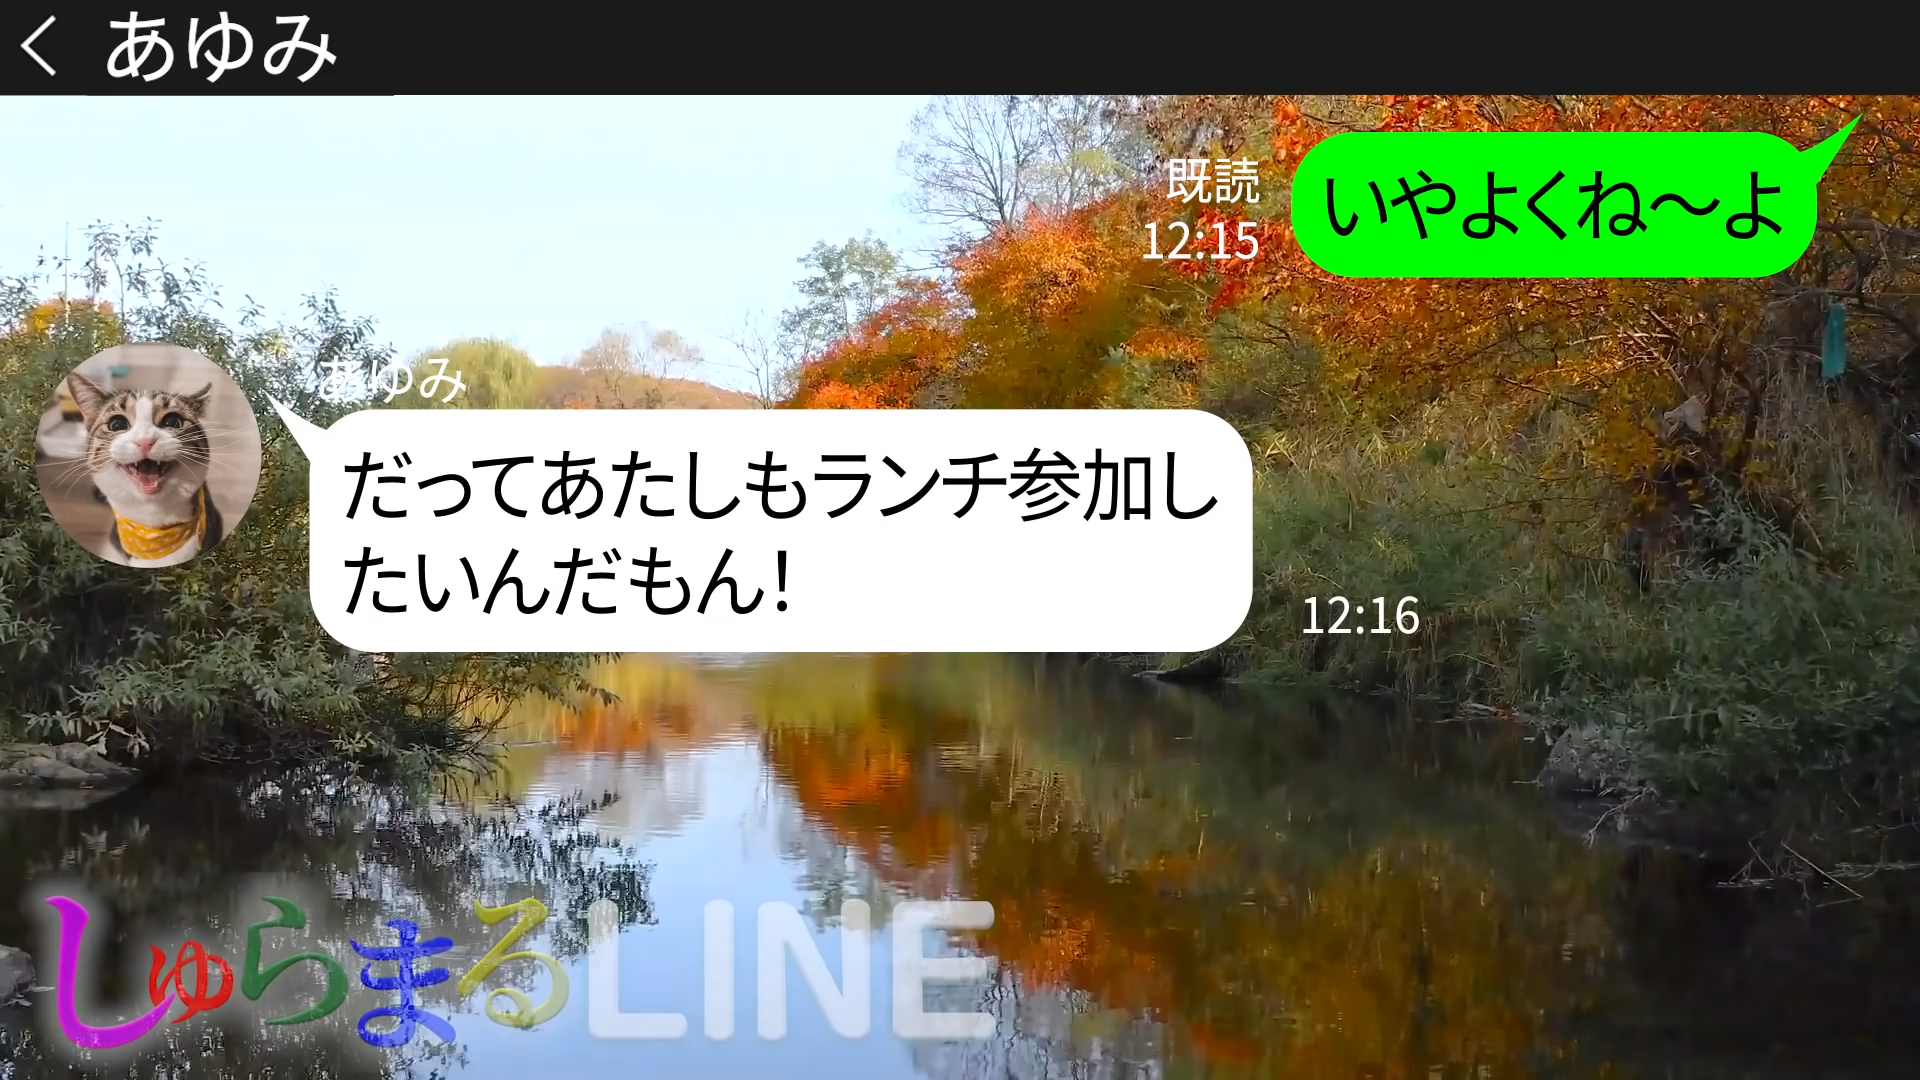 あゆみ
既読
12:15
いやよくね〜よ
あゆみ
だってあたしもランチ参加し
たいんだもん！
12:16
しゅらまるLINE